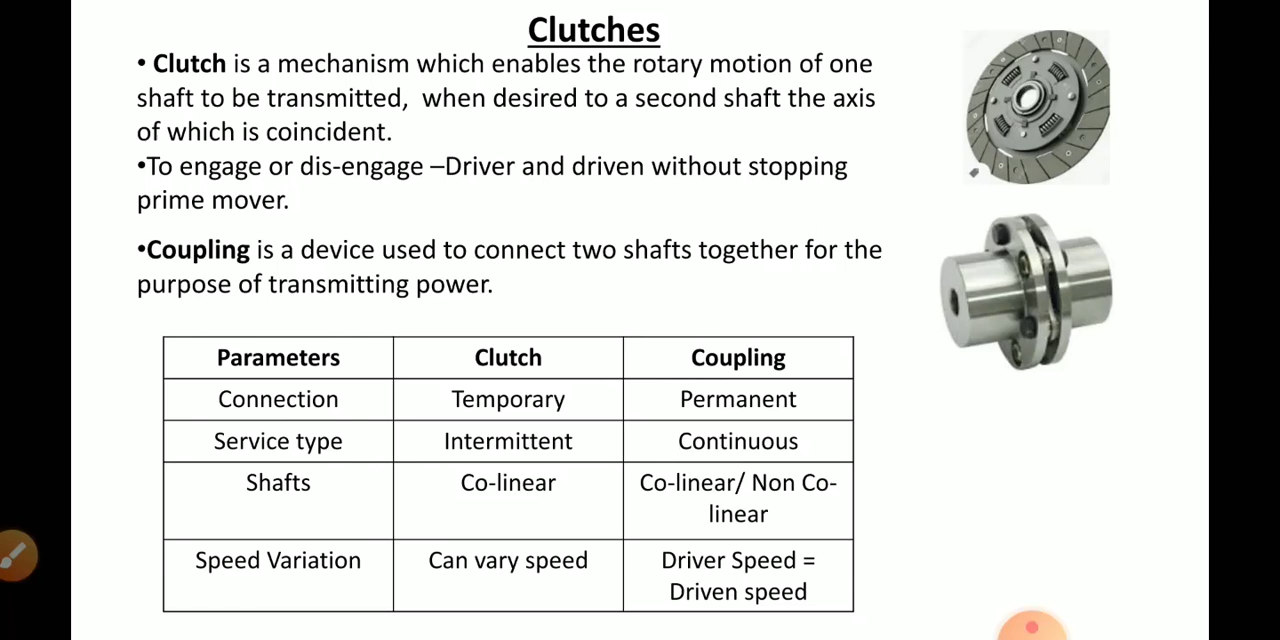 Clutches
• Clutch is a mechanism which enables the rotary motion of one
shaft to be transmitted, when desired to a second shaft the axis
of which is coincident.
•To engage or dis-engage –Driver and driven without stopping
prime mover.
•Coupling is a device used to connect two shafts together for the
purpose of transmitting power.
Parameters Clutch Coupling
Connection Temporary Permanent
Service type Intermittent Continuous
Shafts Co-linear Co-linear/ Non Co-
linear
Speed Variation Can vary speed Driver Speed =
Driven speed